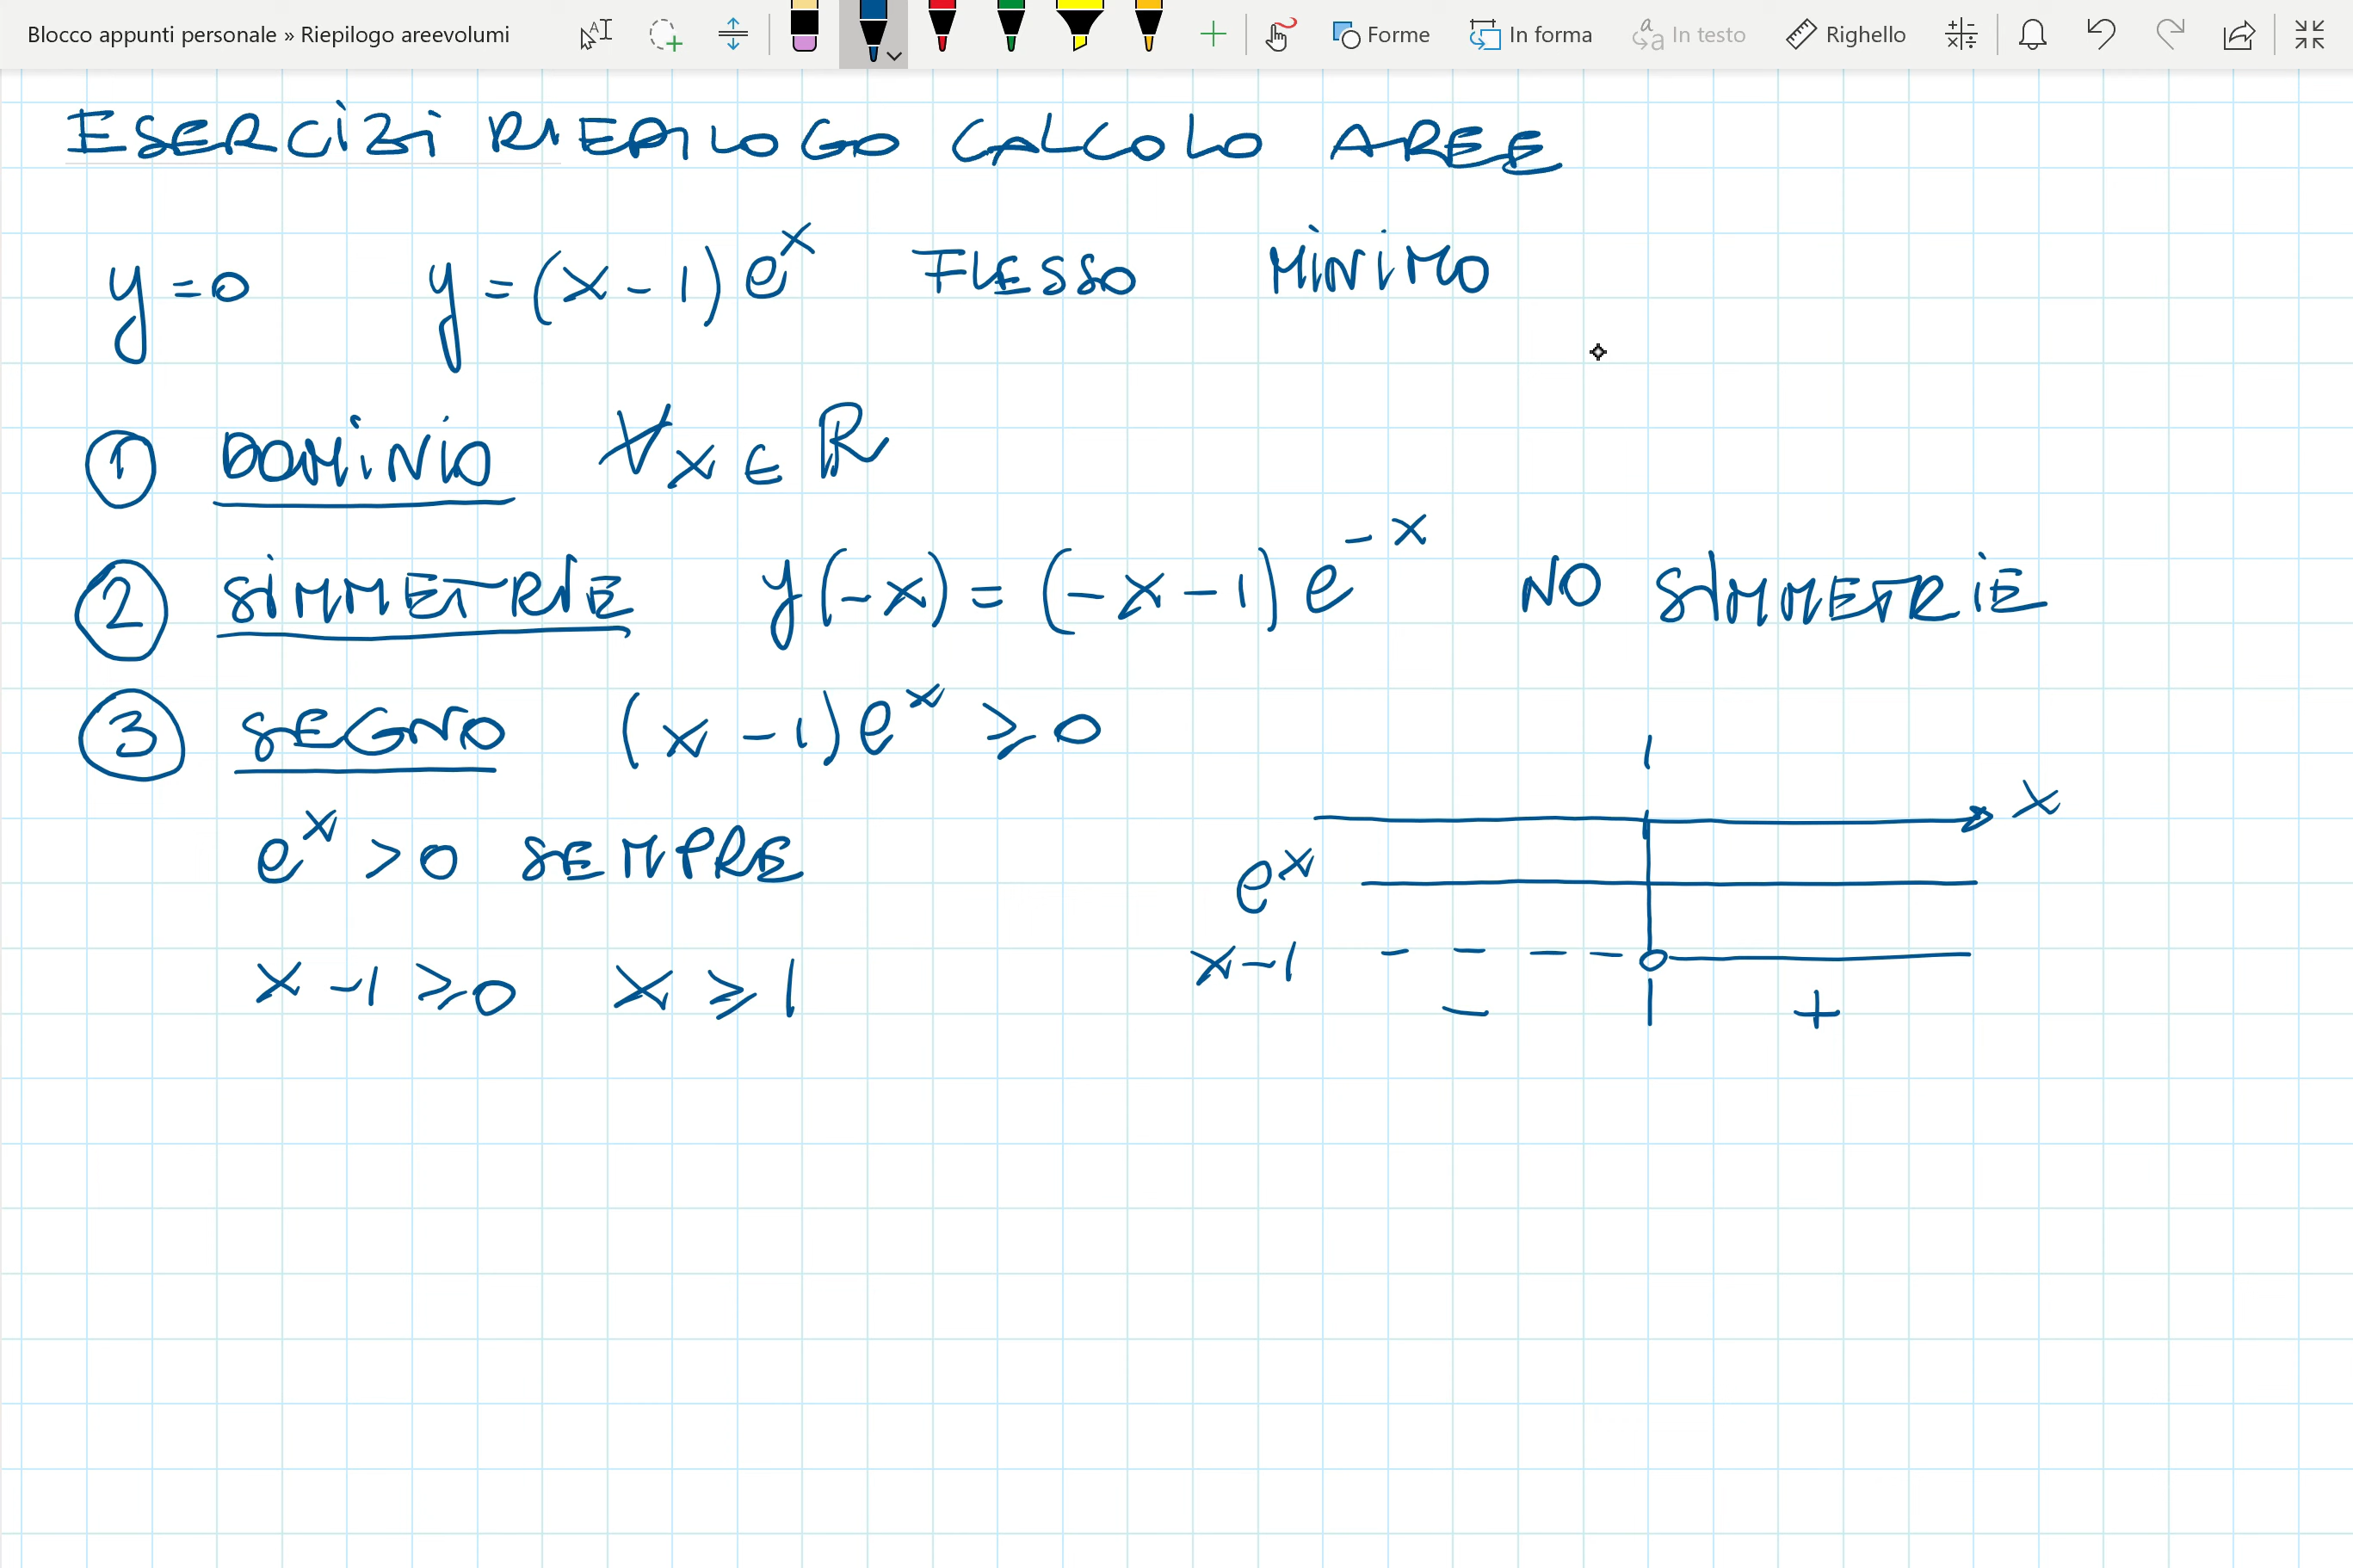 Blocco appunti personale » Riepilogo areevolumi Forme In forma In testo Righello
ESERCIZI RIEPILOGO CALCOLO AREE
y=0 y=(x-1)e^x FLESSO MINIMO
① DOMINIO ∀x∈ℝ
② SIMMETRIE y(-x)=(-x-1)e^-x NO SIMMETRIE
③ SEGNO (x-1)e^x ≥0
1
x
e^x >0 SEMPRE
e^x
x-1≥0 x≥1
x-1
- +